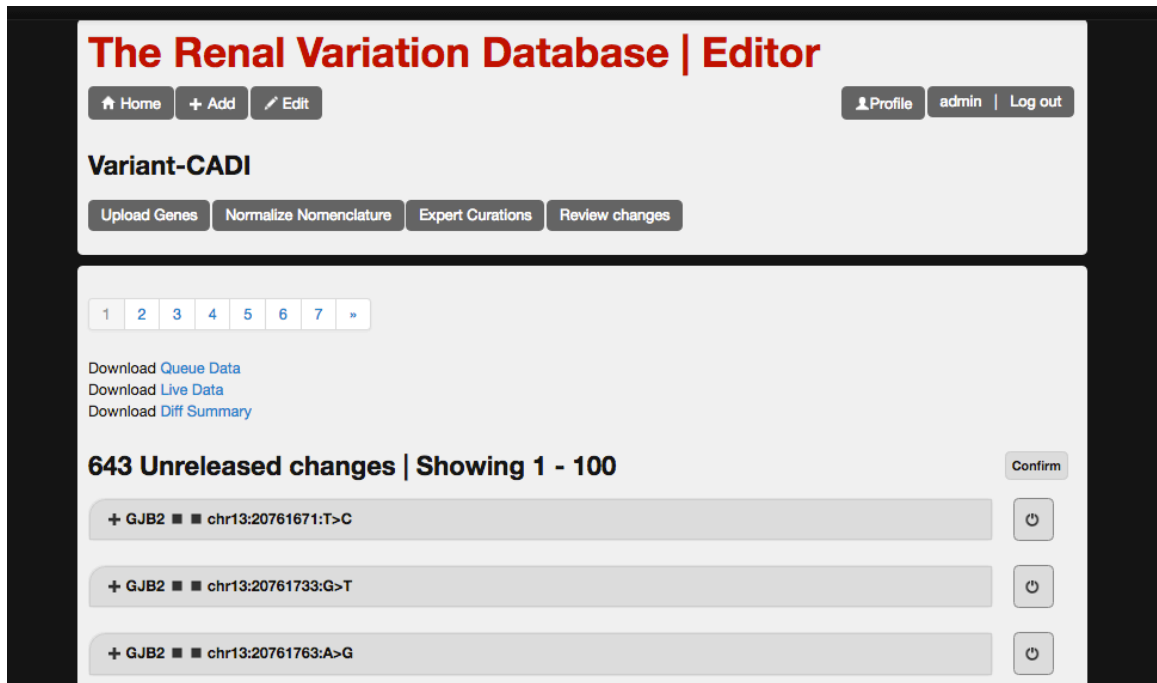 The Renal Variation Database | Editor
Home + Add Edit Profile admin | Log out
Variant-CADI
Upload Genes Normalize Nomenclature Expert Curations Review changes
1 2 3 4 5 6 7 »
Download Queue Data
Download Live Data
Download Diff Summary
643 Unreleased changes | Showing 1 - 100 Confirm
+ GJB2 ■ ■ chr13:20761671:T>C
+ GJB2 ■ ■ chr13:20761733:G>T
+ GJB2 ■ ■ chr13:20761763:A>G